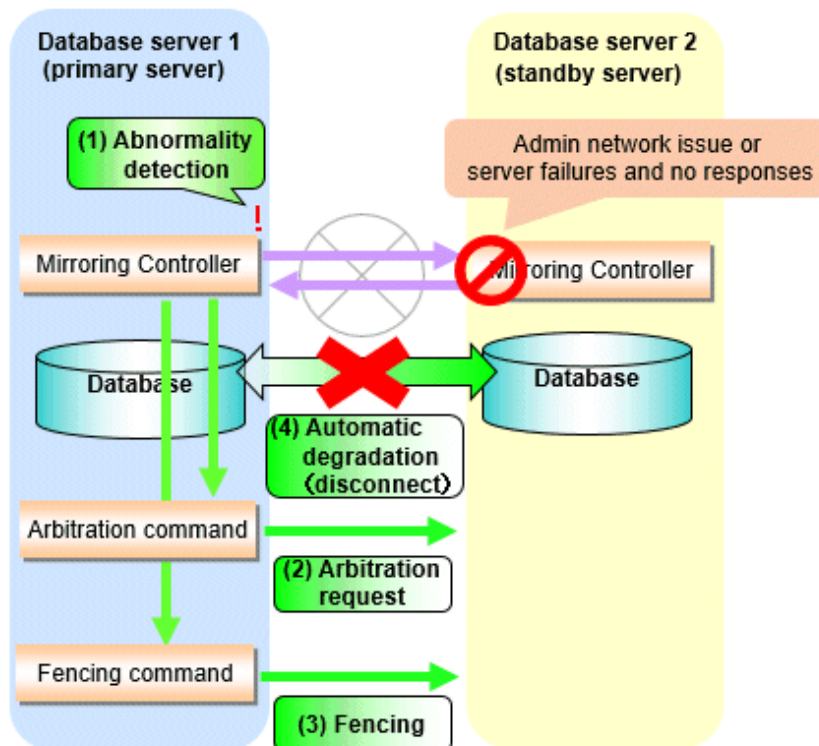 Database server 1
(primary server)
Database server 2
(standby server)
(1) Abnormality
detection
Admin network issue or
server failures and no responses
!
Mirroring Controller
Mirroring Controller
Database
Database
(4) Automatic
degradation
(disconnect)
Arbitration command
(2) Arbitration
request
Fencing command
(3) Fencing